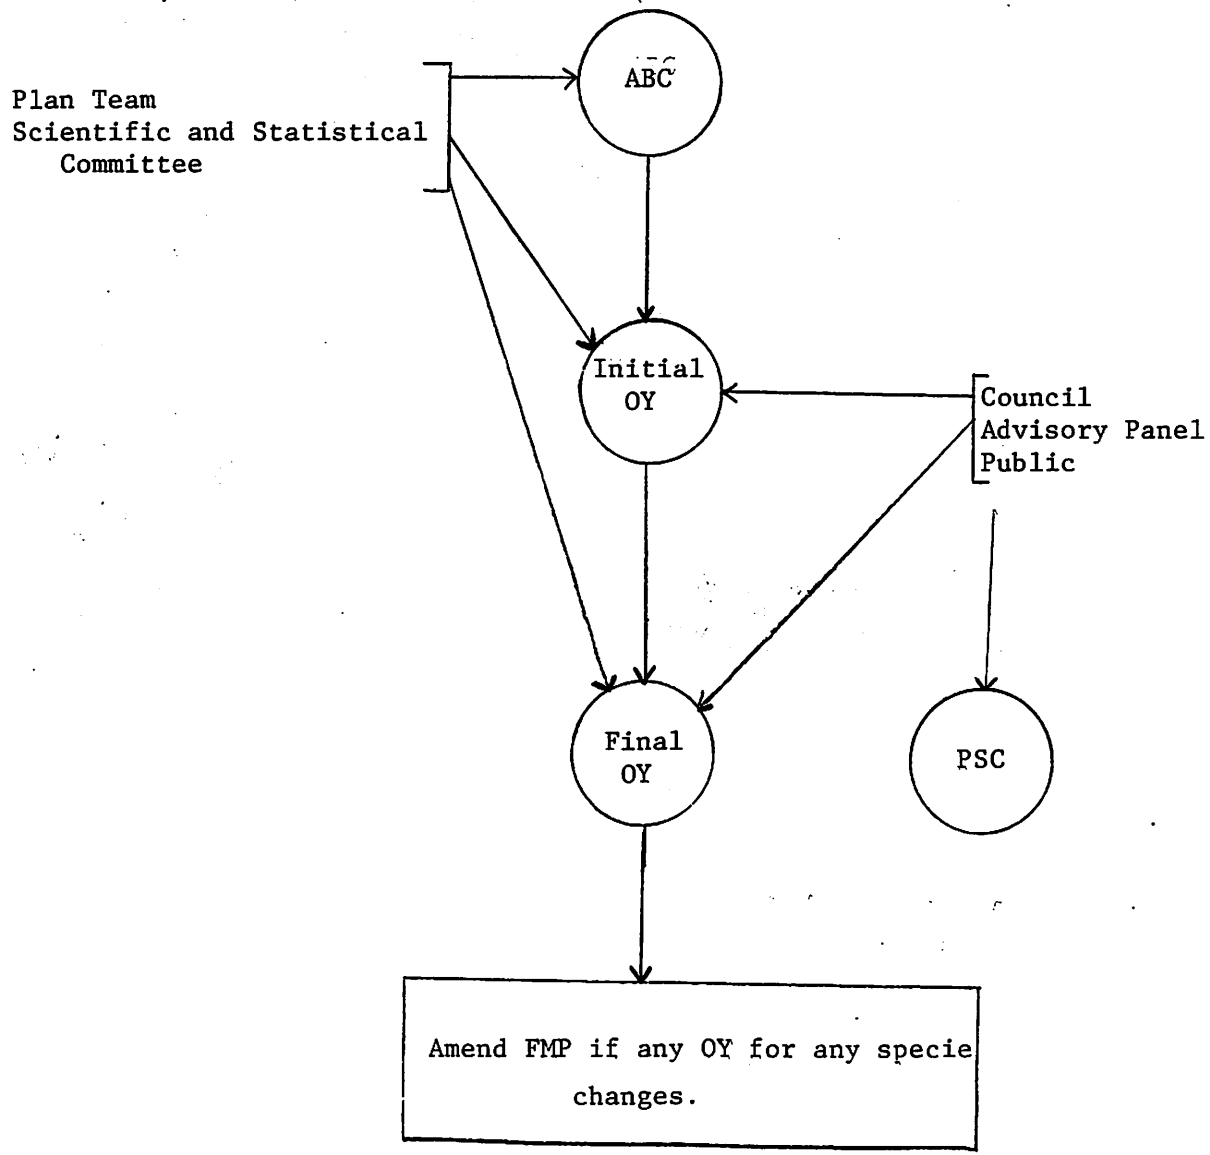 ABC
Plan Team
Scientific and Statistical
Committee
Initial
OY
Council
Advisory Panel
Public
Final
OY
PSC
Amend FMP if any OY for any specie
changes.